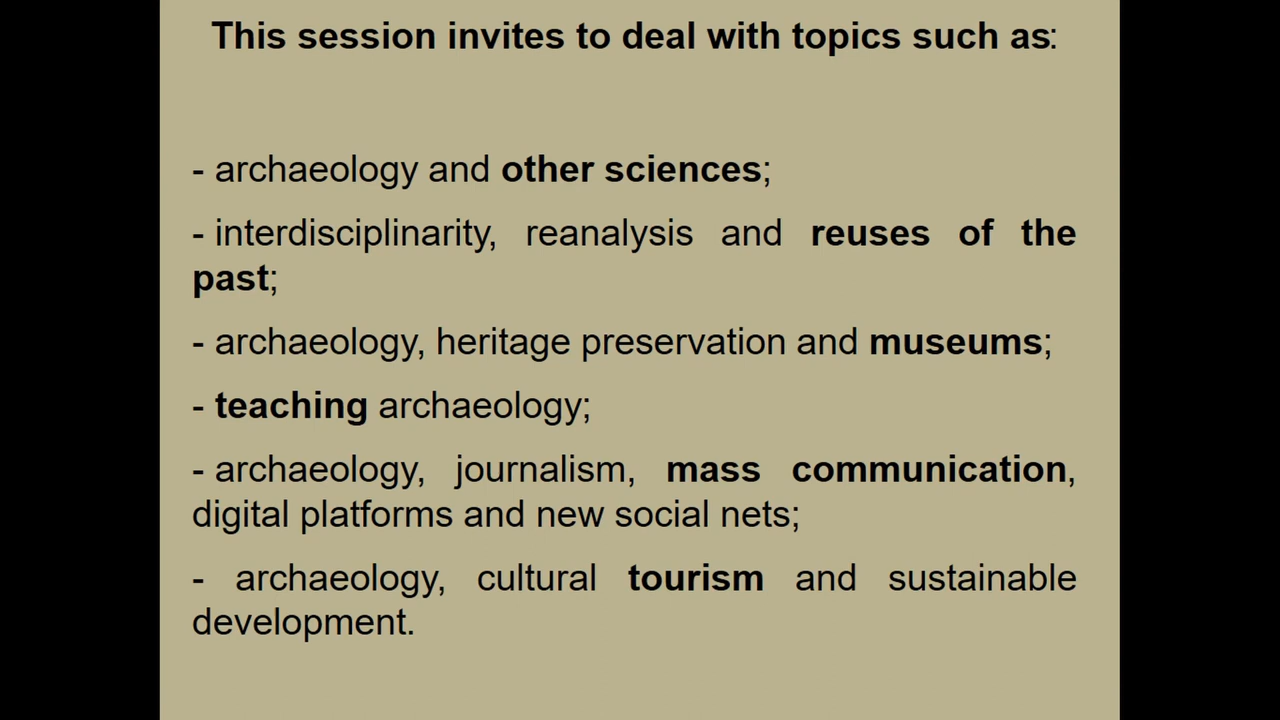 This session invites to deal with topics such as:
- archaeology and other sciences;
- interdisciplinarity, reanalysis and reuses of the
past;
- archaeology, heritage preservation and museums;
- teaching archaeology;
- archaeology, journalism, mass communication,
digital platforms and new social nets;
- archaeology, cultural tourism and sustainable
development.